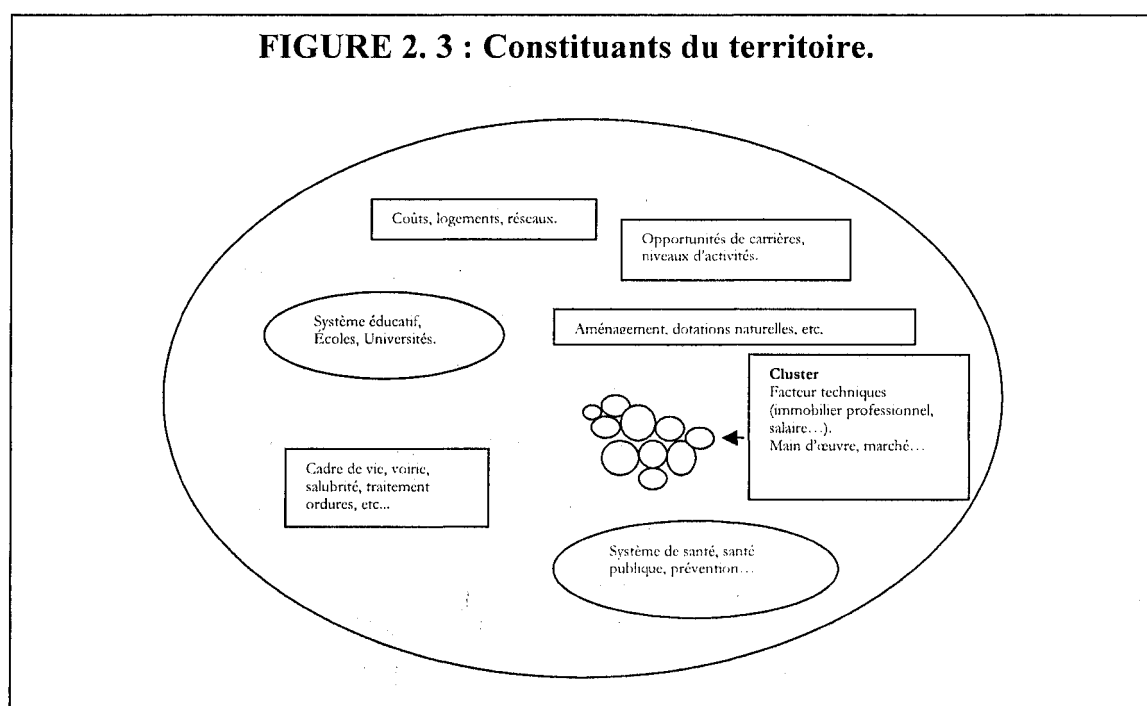 FIGURE 2. 3 : Constituants du territoire.
Coûts, logements, réseaux.
Opportunités de carrières,
niveaux d'activités.
Système éducatif,
Écoles, Universités.
Aménagement, dotations naturelles, etc.
Cluster
Facteur techniques
(immobilier professionnel,
salaire…).
Main d'œuvre, marché…
Cadre de vie, voirie,
salubrité, traitement
ordures, etc...
Système de santé, santé
publique, prévention…